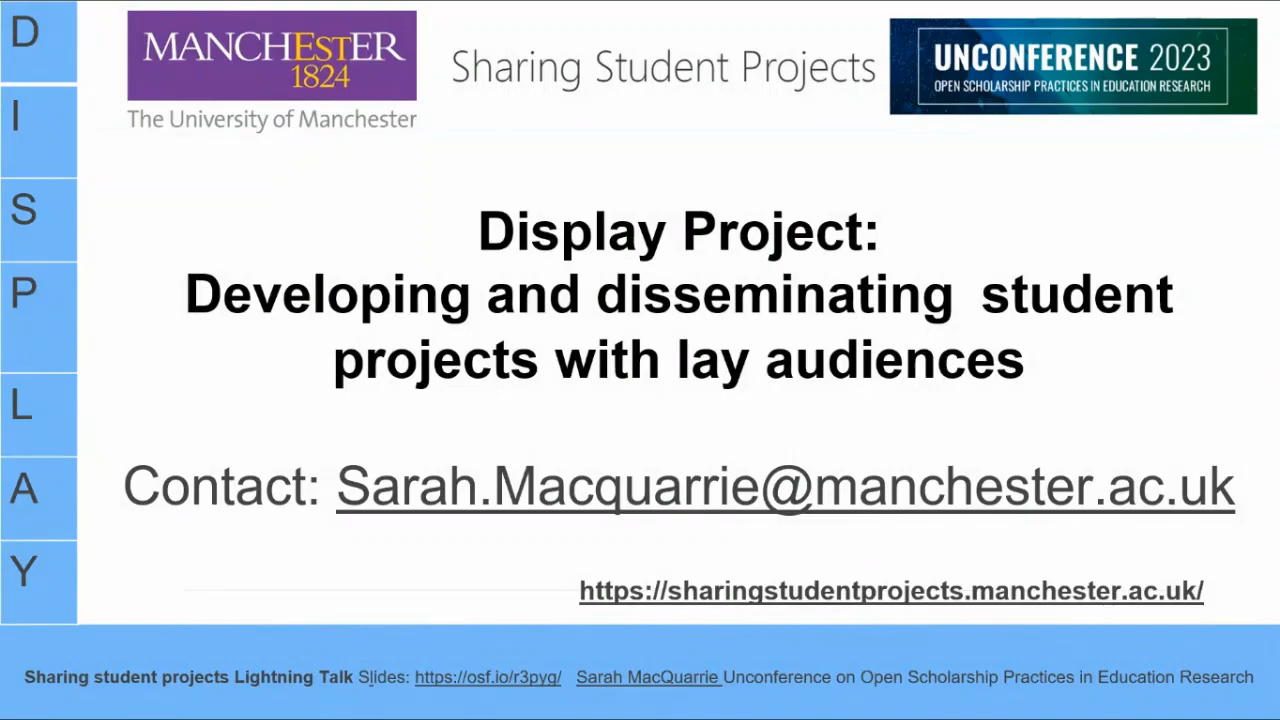 D
I
S
P
L
A
Y
MANCHESTER
1824
The University of Manchester
Sharing Student Projects
UNCONFERENCE 2023
OPEN SCHOLARSHIP PRACTICES IN EDUCATION RESEARCH
Display Project:
Developing and disseminating student
projects with lay audiences
Contact: Sarah.Macquarrie@manchester.ac.uk
https://sharingstudentprojects.manchester.ac.uk/
Sharing student projects Lightning Talk Slides: https://osf.io/r3pyg/ Sarah MacQuarrie Unconference on Open Scholarship Practices in Education Research